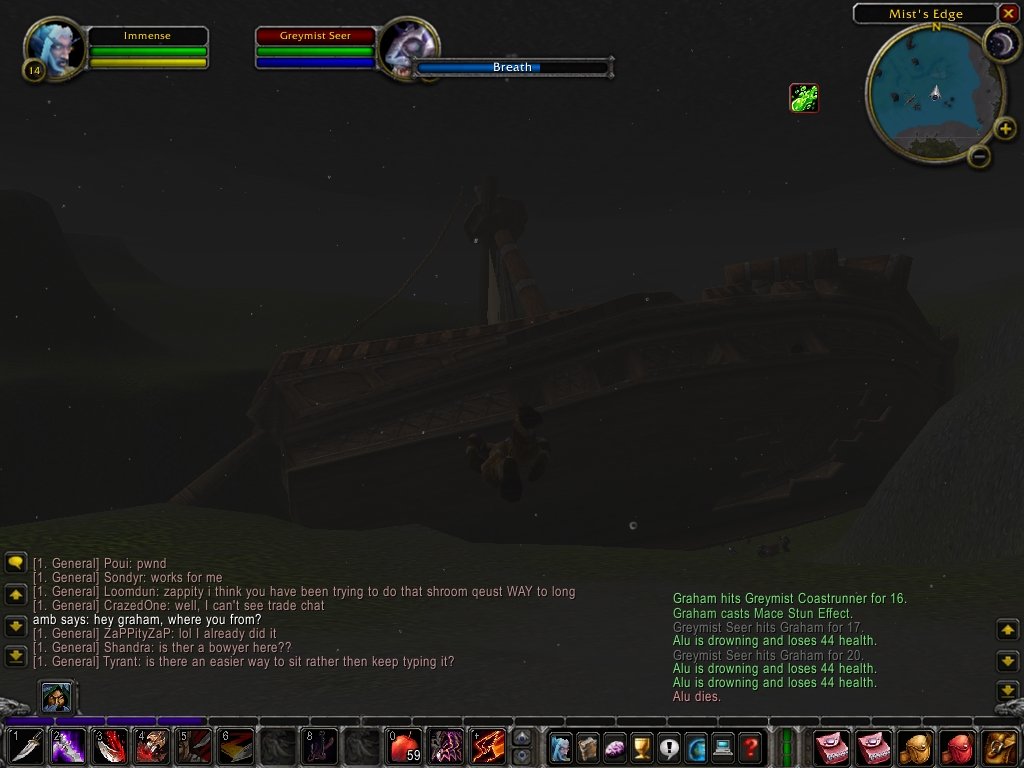 Immense
Greymist Seer
Breath
Mist's Edge
N
14
[1. General] Poui: pwnd
[1. General] Sondyr: works for me
[1. General] Loomdun: zappity i think you have been trying to do that shroom qeust WAY to long
[1. General] CrazedOne: well, I can't see trade chat
amb says: hey graham, where you from?
[1. General] ZaPPityZaP: lol I already did it
[1. General] Shandra: is ther a bowyer here??
[1. General] Tyrant: is there an easier way to sit rather then keep typing it?
Graham hits Greymist Coastrunner for 16.
Graham casts Mace Stun Effect.
Greymist Seer hits Graham for 17.
Alu is drowning and loses 44 health.
Greymist Seer hits Graham for 20.
Alu is drowning and loses 44 health.
Alu is drowning and loses 44 health.
Alu dies.
1 2 3 4 5 6 8 0 59 +